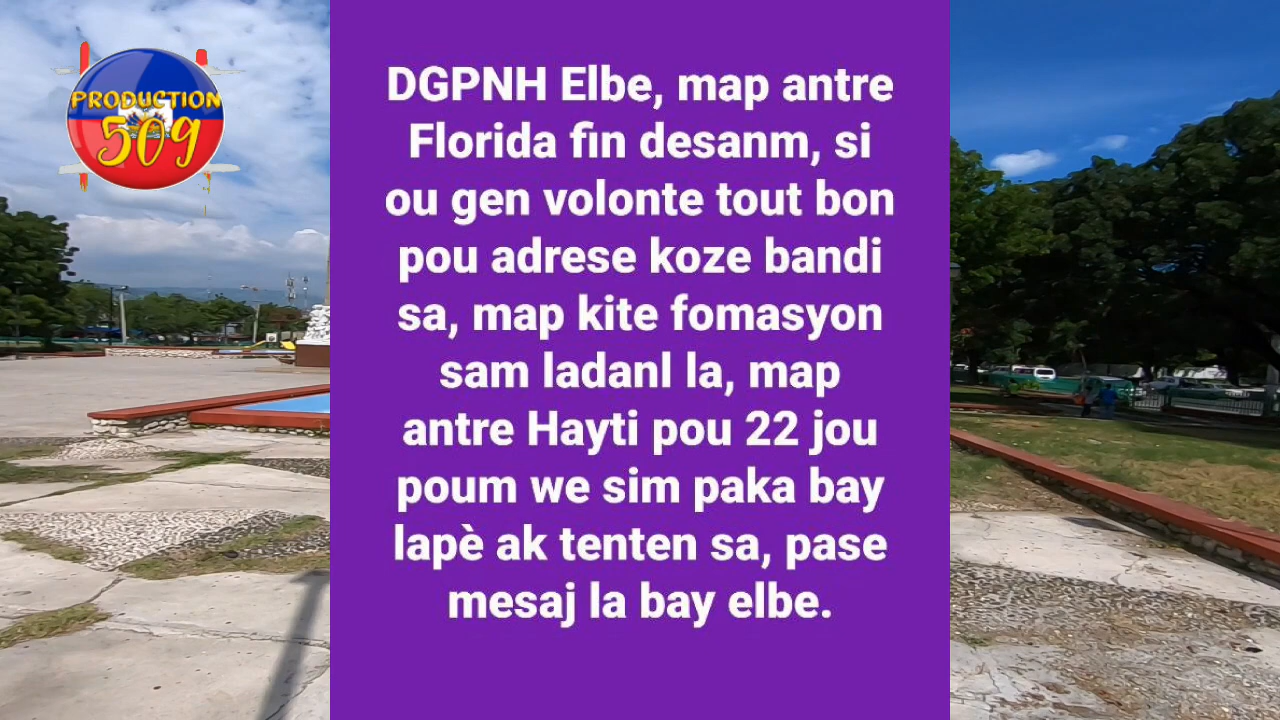 PRODUCTION
509
DGPNH Elbe, map antre
Florida fin desanm, si
ou gen volonte tout bon
pou adrese koze bandi
sa, map kite fomasyon
sam ladanl la, map
antre Hayti pou 22 jou
poum we sim paka bay
lapè ak tenten sa, pase
mesaj la bay elbe.